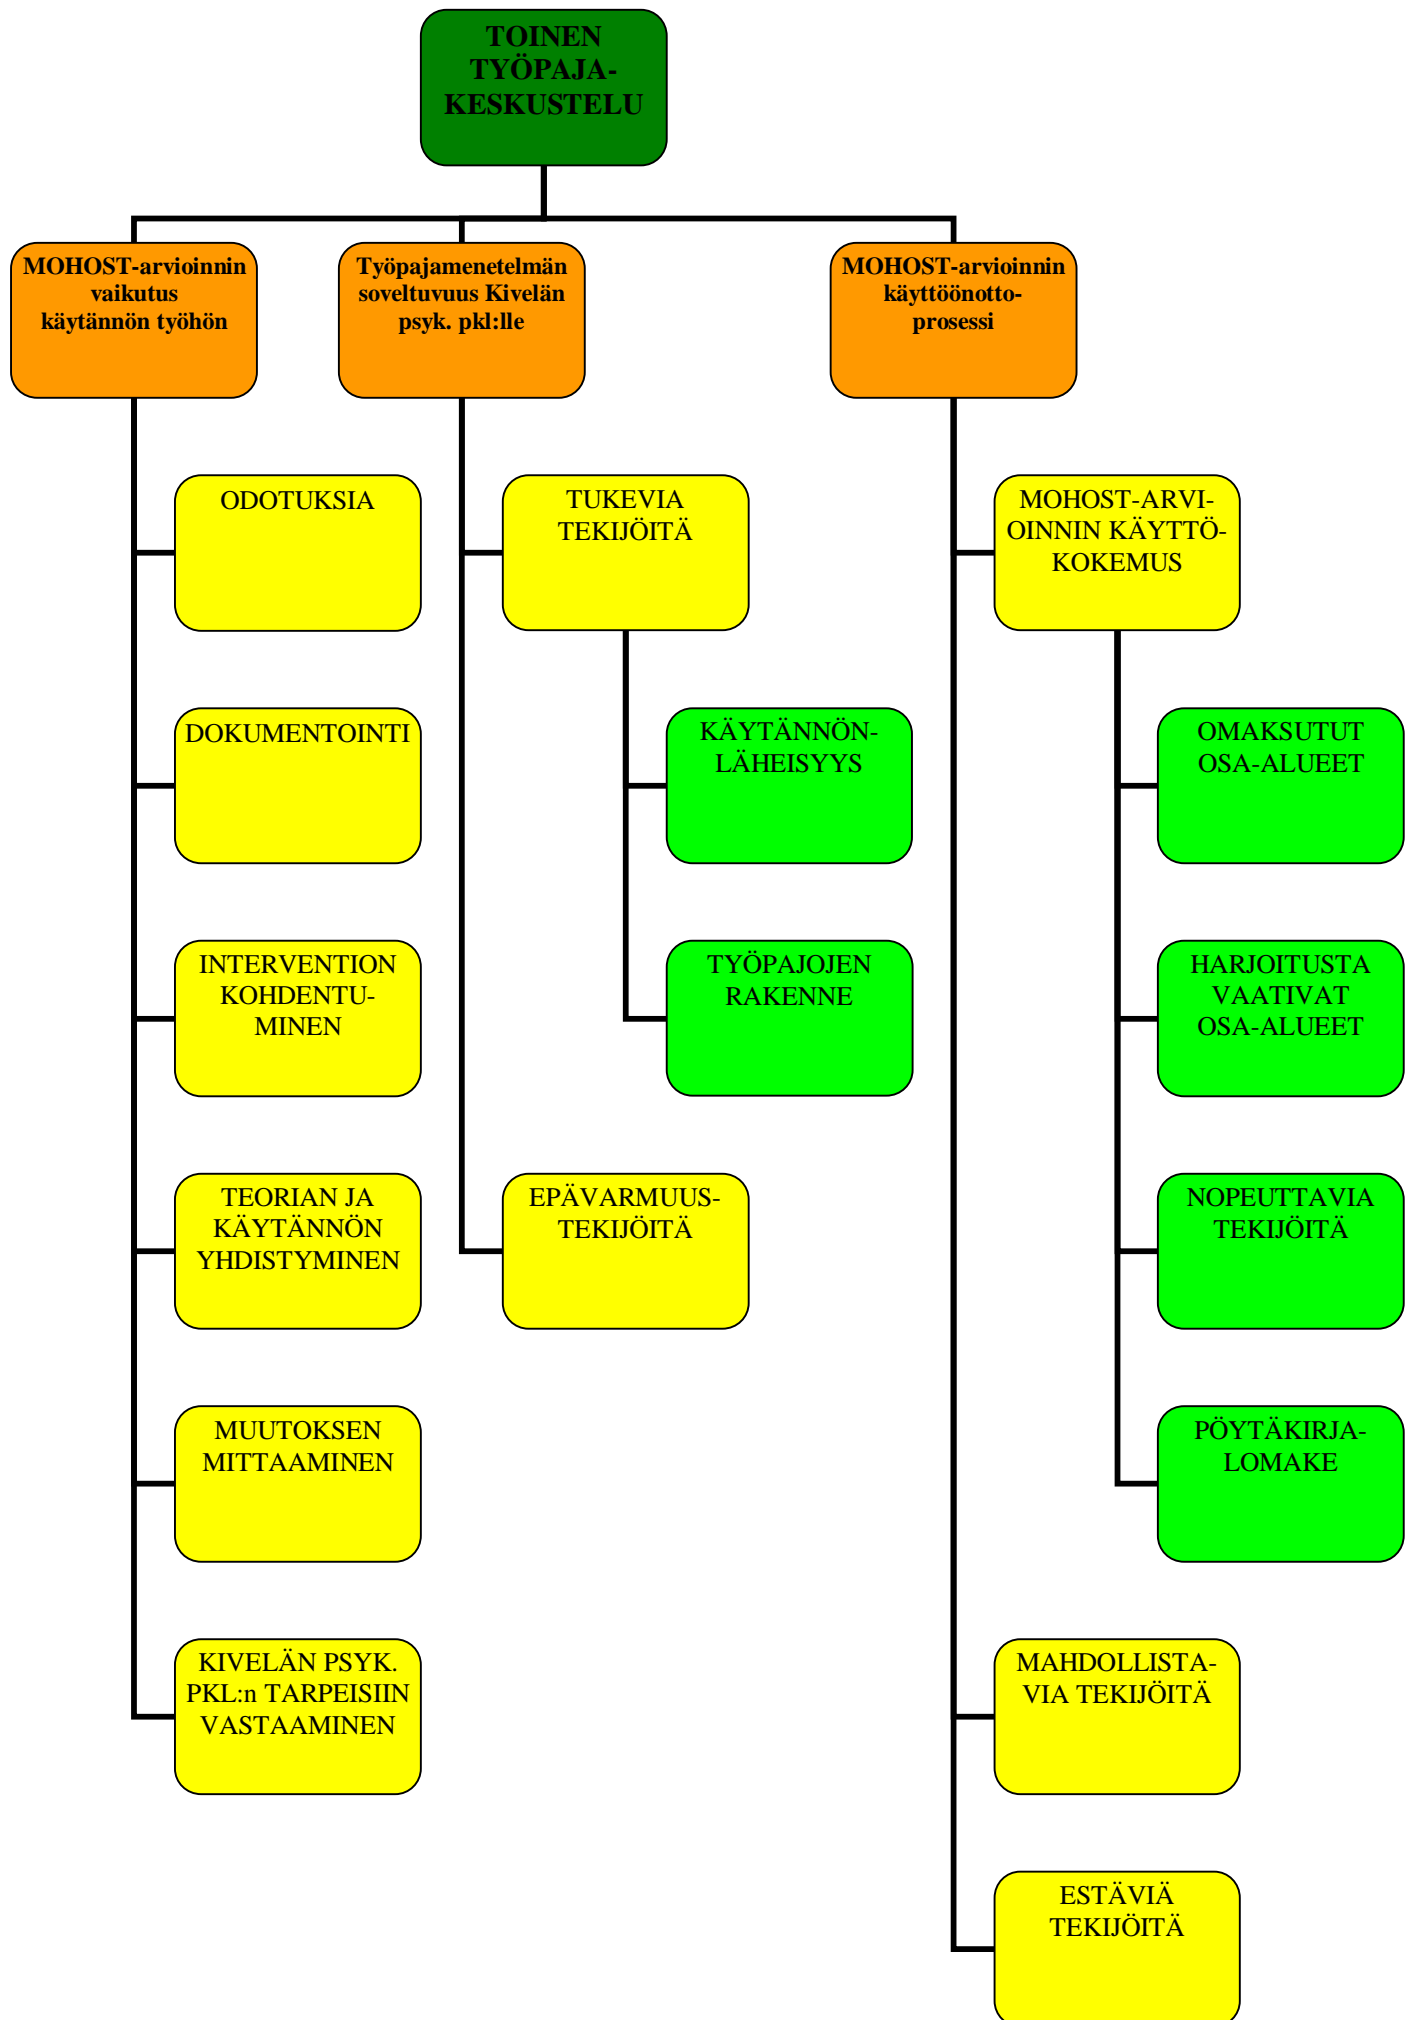 TOINEN
TYÖPAJA-
KESKUSTELU
MOHOST-arvioinnin
vaikutus
käytännön työhön
Työpajamenetelmän
soveltuvuus Kivelän
psyk. pkl:lle
MOHOST-arvioinnin
käyttöönotto-
prosessi
ODOTUKSIA
DOKUMENTOINTI
INTERVENTION
KOHDENTU-
MINEN
TEORIAN JA
KÄYTÄNNÖN
YHDISTYMINEN
MUUTOKSEN
MITTAAMINEN
KIVELÄN PSYK.
PKL:n TARPEISIIN
VASTAAMINEN
TUKEVIA
TEKIJÖITÄ
KÄYTÄNNÖN-
LÄHEISYYS
TYÖPAJOJEN
RAKENNE
EPÄVARMUUS-
TEKIJÖITÄ
MOHOST-ARVI-
OINNIN KÄYTTÖ-
KOKEMUS
OMAKSUTUT
OSA-ALUEET
HARJOITUSTA
VAATIVAT
OSA-ALUEET
NOPEUTTAVIA
TEKIJÖITÄ
PÖYTÄKIRJA-
LOMAKE
MAHDOLLISTA-
VIA TEKIJÖITÄ
ESTÄVIÄ
TEKIJÖITÄ